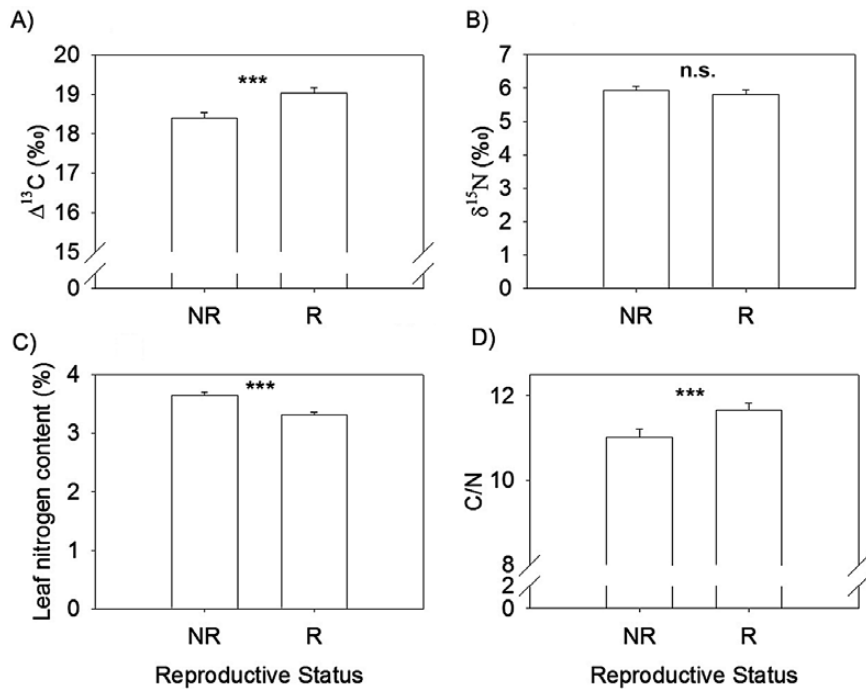 A)
Δ¹³C (‰)
20
19
18
17
16
15
0
***
NR R
B)
δ¹⁵N (‰)
7
6
5
4
3
2
1
0
n.s.
NR R
C)
Leaf nitrogen content (%)
4
3
2
1
0
***
NR R
Reproductive Status
D)
C/N
12
10
8
2
0
***
NR R
Reproductive Status